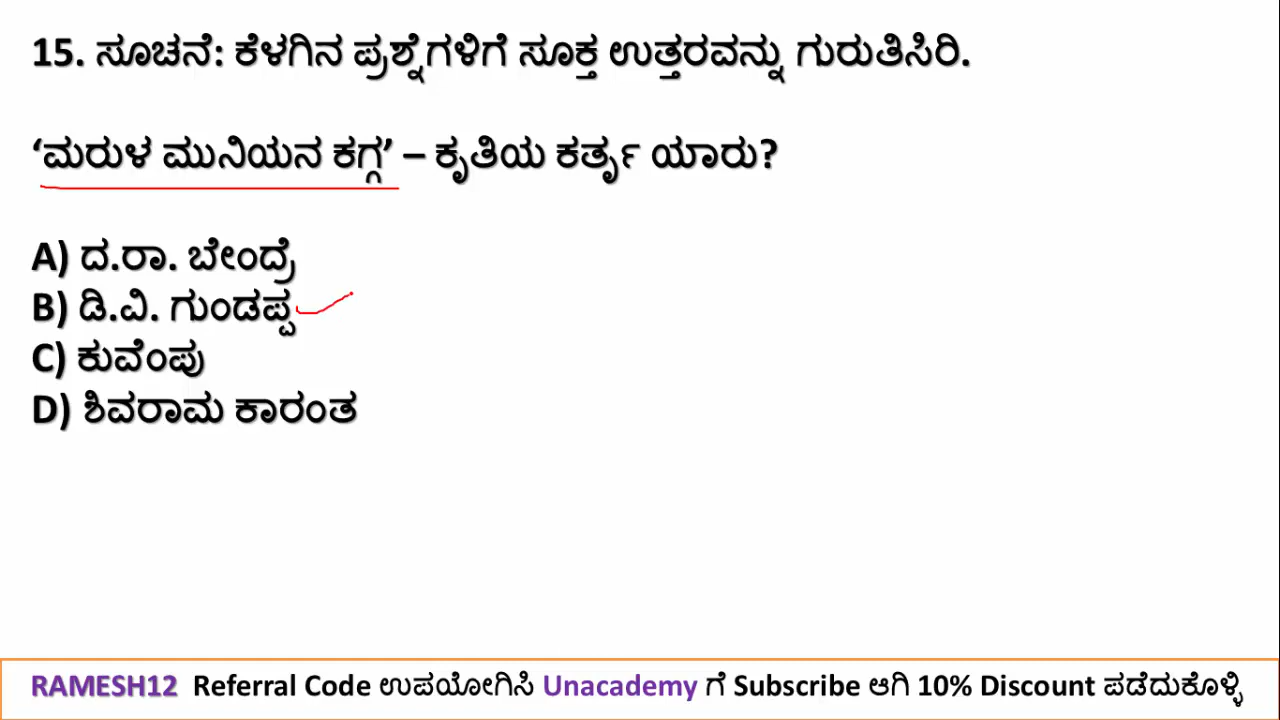 15. ಸೂಚನೆ: ಕೆಳಗಿನ ಪ್ರಶ್ನೆಗಳಿಗೆ ಸೂಕ್ತ ಉತ್ತರವನ್ನು ಗುರುತಿಸಿರಿ.
‘ಮರುಳ ಮುನಿಯನ ಕಗ್ಗ’ – ಕೃತಿಯ ಕರ್ತೃ ಯಾರು?
A) ದ.ರಾ. ಬೇಂದ್ರೆ
B) ಡಿ.ವಿ. ಗುಂಡಪ್ಪ
C) ಕುವೆಂಪು
D) ಶಿವರಾಮ ಕಾರಂತ
RAMESH12 Referral Code ಉಪಯೋಗಿಸಿ Unacademy ಗೆ Subscribe ಆಗಿ 10% Discount ಪಡೆದುಕೊಳ್ಳಿ